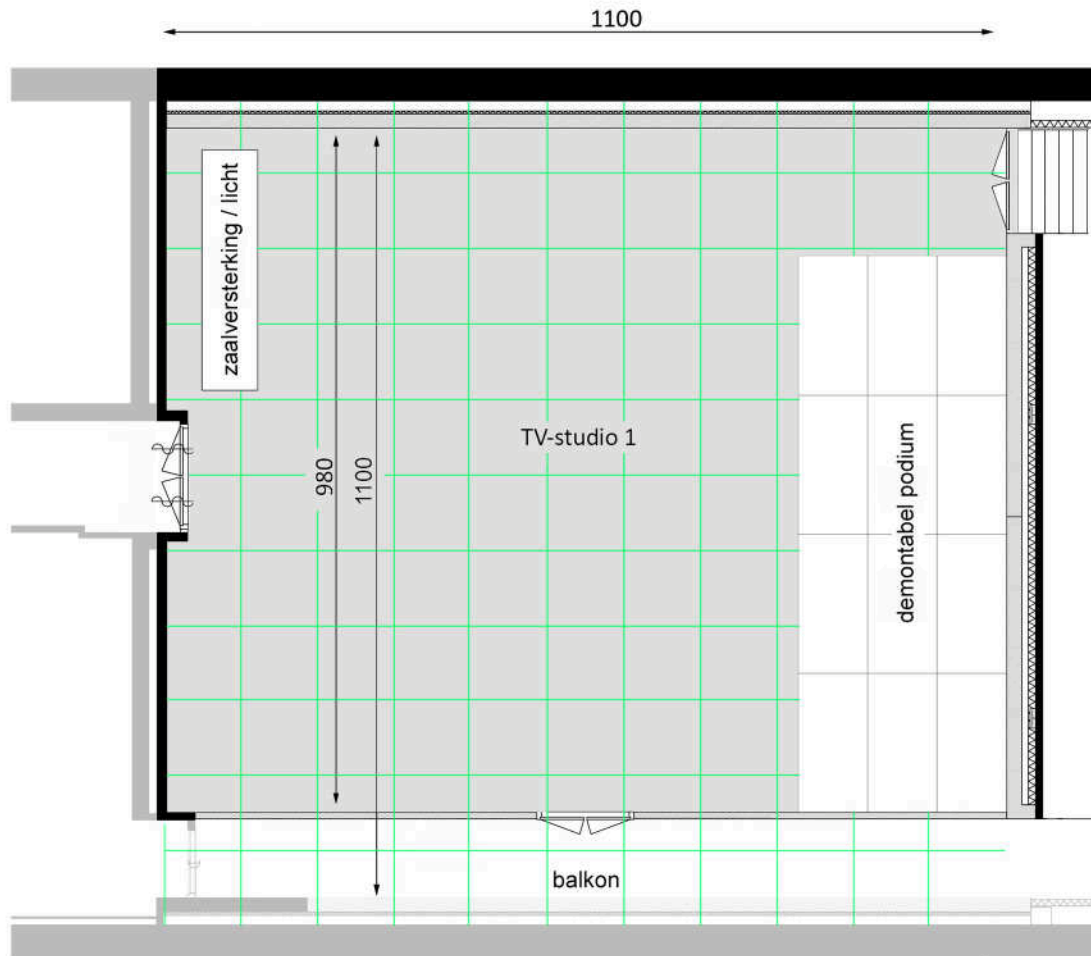 1100
zaalversterking / licht
TV-studio 1
980
1100
demontabel podium
balkon